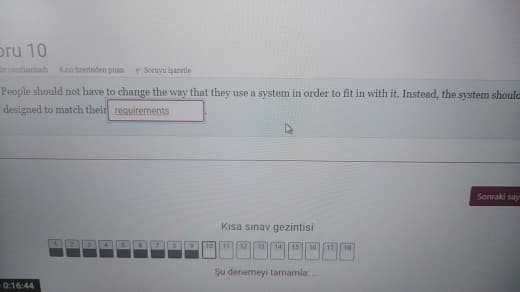 oru 10
4,00 üzerinden puan Soruyu işaretle
People should not have to change the way that they use a system in order to fit in with it. Instead, the system should
designed to match their requirements.
Sonraki say
Kısa sınav gezintisi
1 2 3 4 5 6 7 8 9 10 11 12 13 14 15 16 17 18
Şu denemeyi tamamla: ...
0:16:44